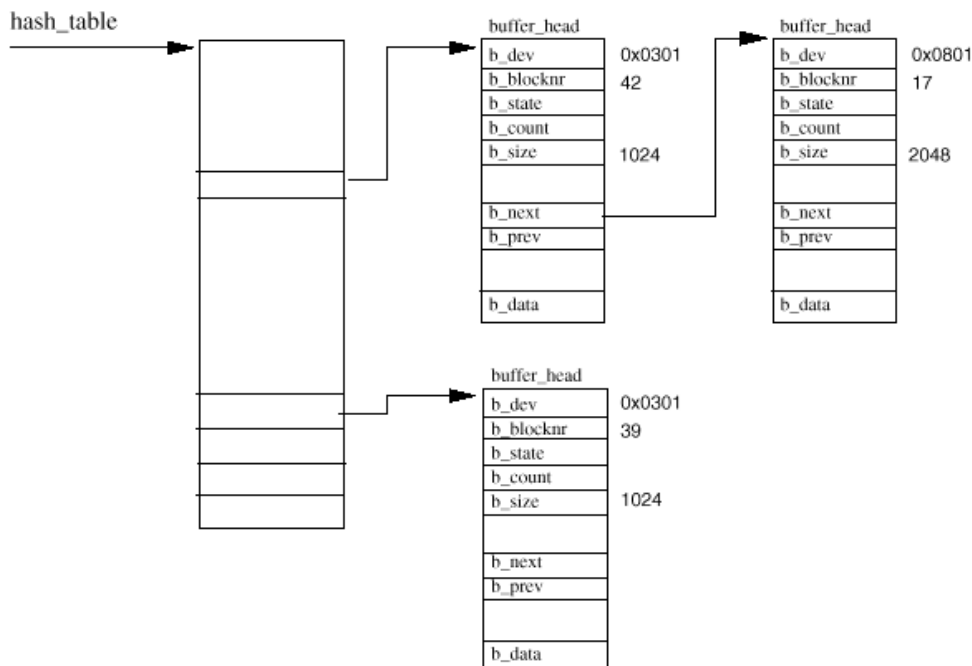 hash_table
buffer_head
b_dev 0x0301
b_blocknr 42
b_state
b_count
b_size 1024
b_next
b_prev
b_data
buffer_head
b_dev 0x0801
b_blocknr 17
b_state
b_count
b_size 2048
b_next
b_prev
b_data
buffer_head
b_dev 0x0301
b_blocknr 39
b_state
b_count
b_size 1024
b_next
b_prev
b_data